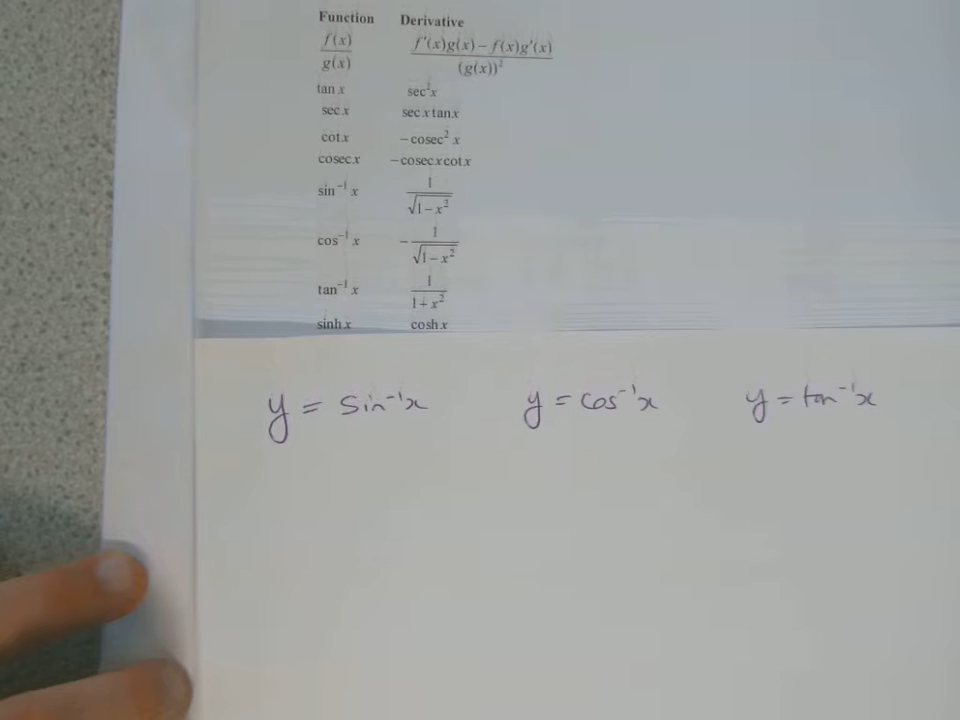 Function Derivative
f(x)/g(x) f'(x)g(x) − f(x)g'(x)/(g(x))²
tan x sec² x
sec x sec x tan x
cot x −cosec² x
cosec x −cosec x cot x
sin⁻¹ x 1/√(1−x²)
cos⁻¹ x −1/√(1−x²)
tan⁻¹ x 1/(1+x²)
sinh x cosh x
y = sin⁻¹x y = cos⁻¹x y = tan⁻¹x